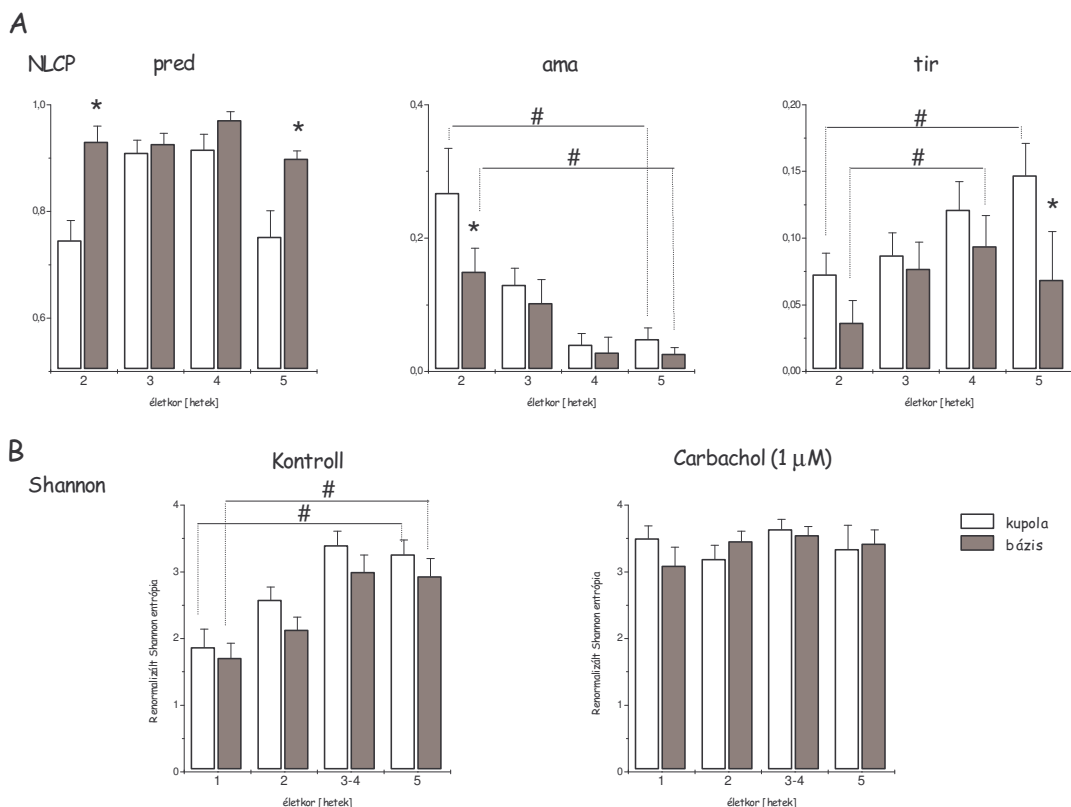 A
NLCP
pred
ama
tir
1,0
0,8
0,6
*
*
2
3
4
5
életkor [hetek]
0,4
0,2
0,0
#
#
*
2
3
4
5
életkor [hetek]
0,20
0,15
0,10
0,05
0,00
#
#
*
2
3
4
5
életkor [hetek]
B
Shannon
Kontroll
Renormalizált Shannon entrópia
4
3
2
1
0
#
#
1
2
3-4
5
életkor [hetek]
Carbachol (1 μM)
Renormalizált Shannon entrópia
4
3
2
1
0
1
2
3-4
5
életkor [hetek]
kupola
bázis